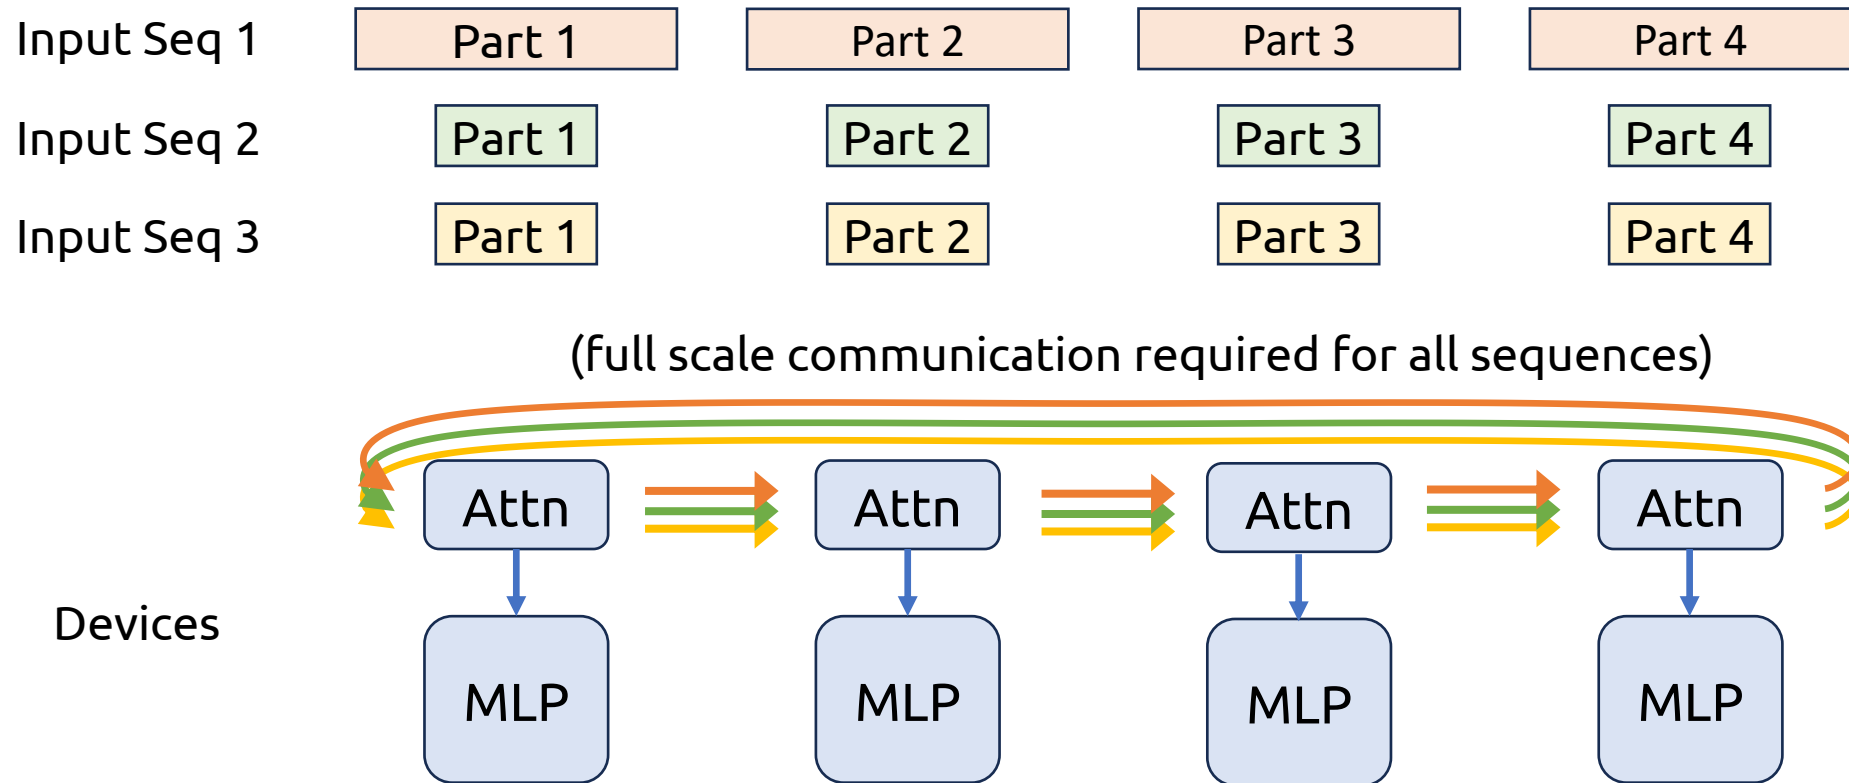 Input Seq 1 Part 1 Part 2 Part 3 Part 4
Input Seq 2 Part 1 Part 2 Part 3 Part 4
Input Seq 3 Part 1 Part 2 Part 3 Part 4
(full scale communication required for all sequences)
Attn Attn Attn Attn
Devices
MLP MLP MLP MLP